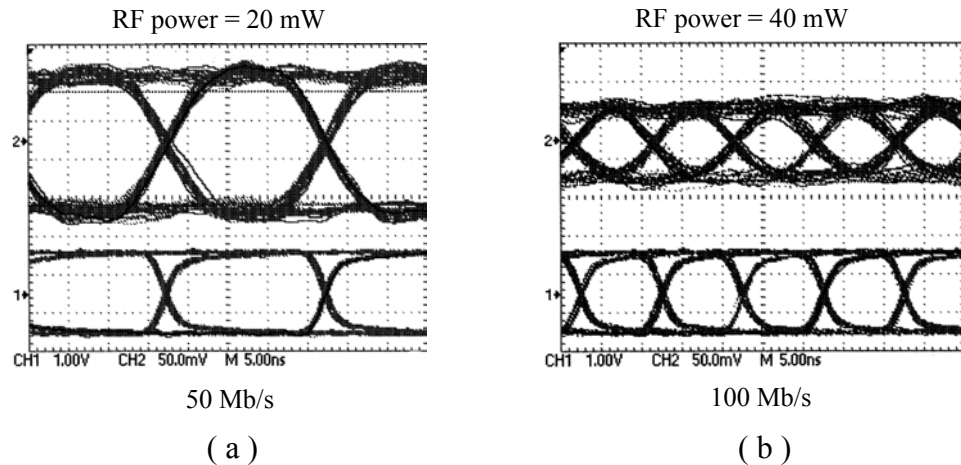 RF power = 20 mW
2
1
CH1 1.00V CH2 50.0mV M 5.00ns
50 Mb/s
( a )
RF power = 40 mW
2
1
CH1 1.00V CH2 50.0mV M 5.00ns
100 Mb/s
( b )